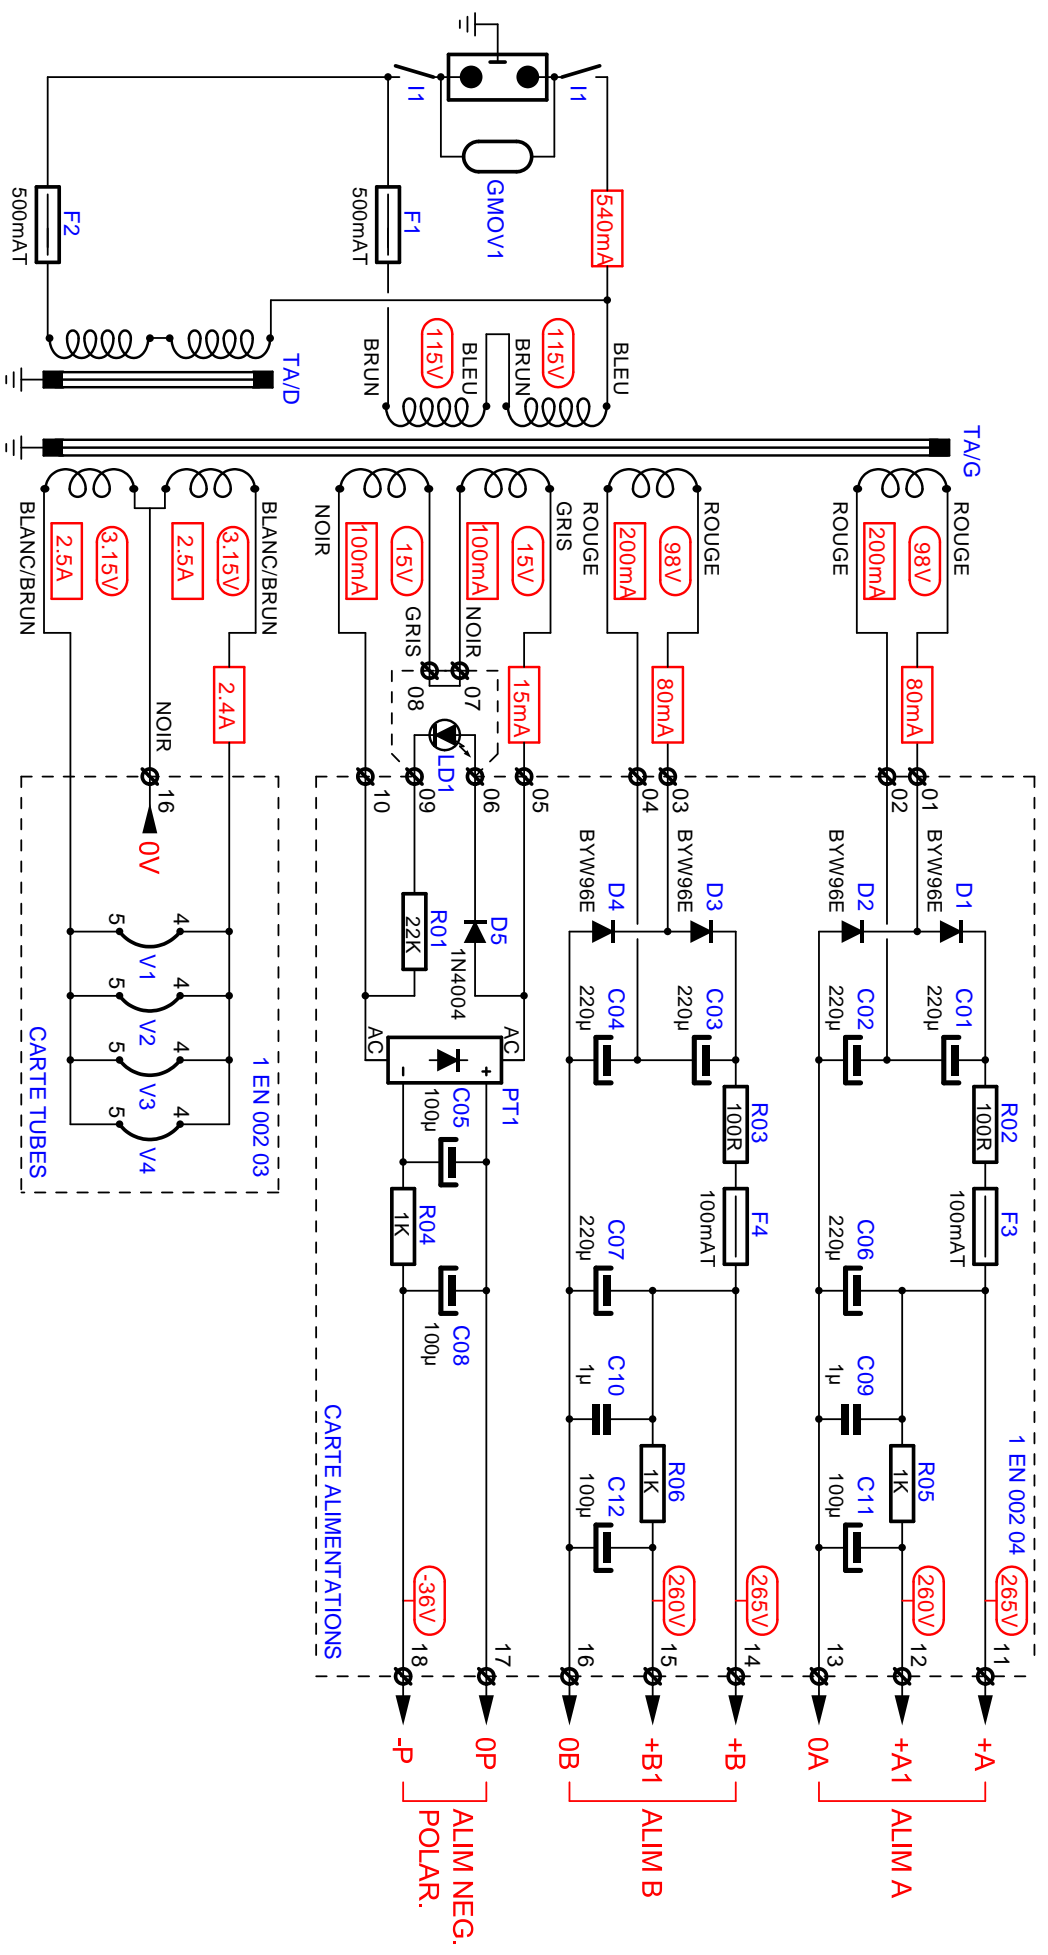 I1
I1
GMOV1
540mA
F1
500mAT
F2
500mAT
TA/D
BLEU
115V
BRUN
BLEU
115V
BRUN
TA/G
ROUGE
98V
200mA
ROUGE
80mA
01
02
D1
BYW96E
D2
BYW96E
C01
220µ
C02
220µ
R02
100R
F3
100mAT
C06
220µ
C09
1µ
R05
1K
C11
100µ
1 EN 002 04
265V
260V
11
12
13
+A
+A1
0A
ALIM A
ROUGE
98V
200mA
ROUGE
80mA
03
04
D3
BYW96E
D4
BYW96E
C03
220µ
C04
220µ
R03
100R
F4
100mAT
C07
220µ
C10
1µ
R06
1K
C12
100µ
265V
260V
14
15
16
+B
+B1
0B
ALIM B
GRIS
15V
100mA
NOIR
15mA
07
08
GRIS
15V
100mA
NOIR
LD1
05
06
09
10
D5
1N4004
R01
22K
AC
AC
+
-
PT1
C05
100µ
R04
1K
C08
100µ
-36V
17
18
0P
-P
ALIM NEG.
POLAR.
CARTE ALIMENTATIONS
BLANC/BRUN
3.15V
2.5A
3.15V
2.5A
BLANC/BRUN
2.4A
NOIR
16
0V
4
5
V1
4
5
V2
4
5
V3
4
5
V4
1 EN 002 03
CARTE TUBES